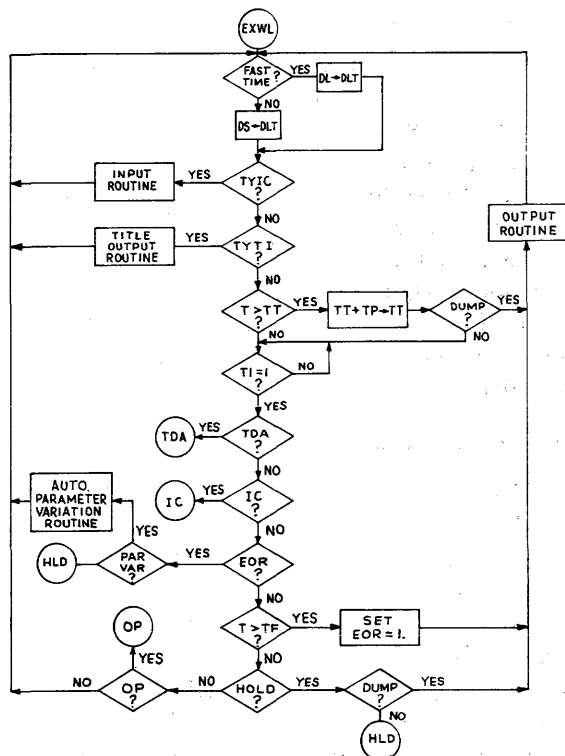 EXWL
FAST
TIME?
YES
DL→DLT
NO
DS→DLT
INPUT
ROUTINE
YES
TYIC
?
NO
TITLE
OUTPUT
ROUTINE
YES
TYTI
?
NO
OUTPUT
ROUTINE
T>TT
?
YES
TT+TP→TT
DUMP
?
YES
NO
NO
TI=1
?
NO
YES
TDA
YES
TDA
?
NO
IC
YES
IC
?
NO
AUTO
PARAMETER
VARIATION
ROUTINE
YES
HLD
PAR
VAR
?
YES
EOR
?
NO
T>TF
?
YES
SET
EOR=1.
NO
OP
YES
NO
OP
?
NO
HOLD
?
YES
DUMP
?
YES
NO
HLD